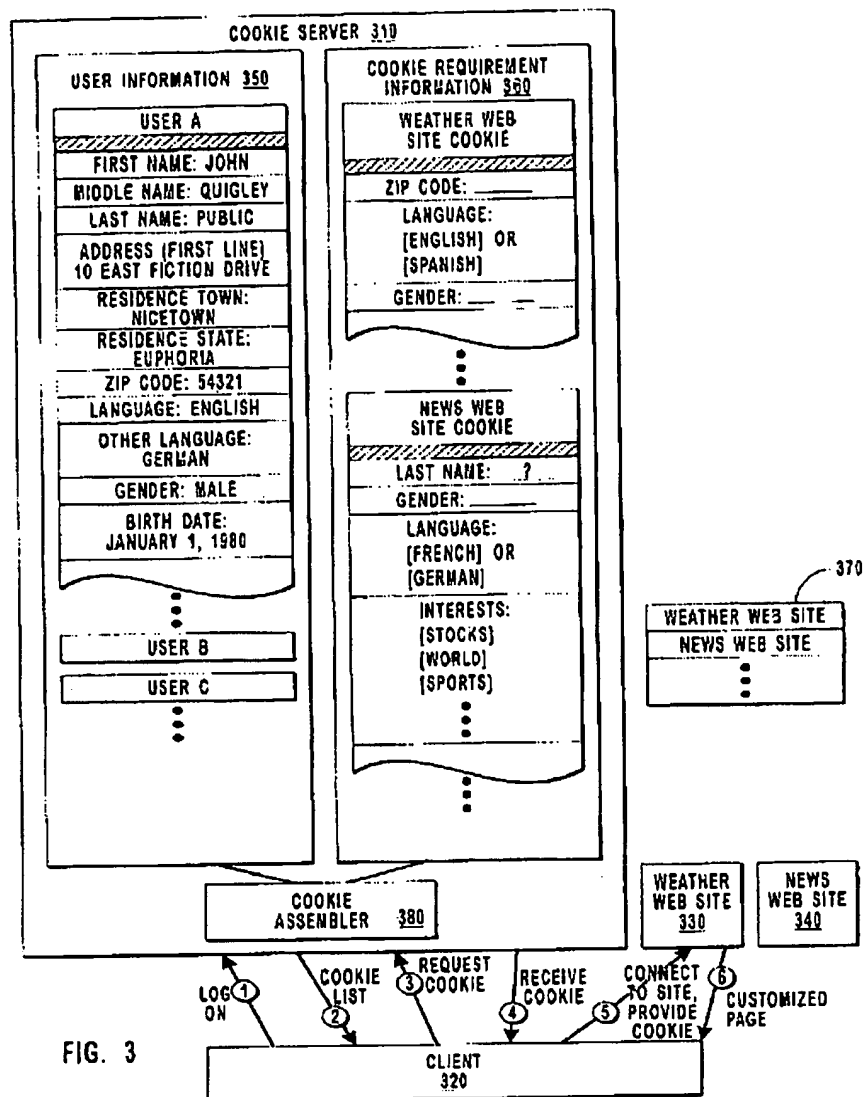 COOKIE SERVER 310
USER INFORMATION 350
USER A
FIRST NAME: JOHN
MIDDLE NAME: QUIGLEY
LAST NAME: PUBLIC
ADDRESS (FIRST LINE)
10 EAST FICTION DRIVE
RESIDENCE TOWN:
NICETOWN
RESIDENCE STATE:
EUPHORIA
ZIP CODE: 54321
LANGUAGE: ENGLISH
OTHER LANGUAGE:
GERMAN
GENDER: MALE
BIRTH DATE:
JANUARY 1, 1980
USER B
USER C
COOKIE REQUIREMENT
INFORMATION 360
WEATHER WEB
SITE COOKIE
ZIP CODE: ____
LANGUAGE:
[ENGLISH] OR
[SPANISH]
GENDER: ____
NEWS WEB
SITE COOKIE
LAST NAME: ?
GENDER: ____
LANGUAGE:
[FRENCH] OR
[GERMAN]
INTERESTS:
[STOCKS]
[WORLD]
[SPORTS]
370
WEATHER WEB SITE
NEWS WEB SITE
COOKIE
ASSEMBLER 380
WEATHER
WEB SITE
330
NEWS
WEB SITE
340
LOG
ON
1
COOKIE
LIST
2
REQUEST
COOKIE
3
RECEIVE
COOKIE
4
CONNECT
TO SITE,
PROVIDE
COOKIE
5
6
CUSTOMIZED
PAGE
FIG. 3
CLIENT
320